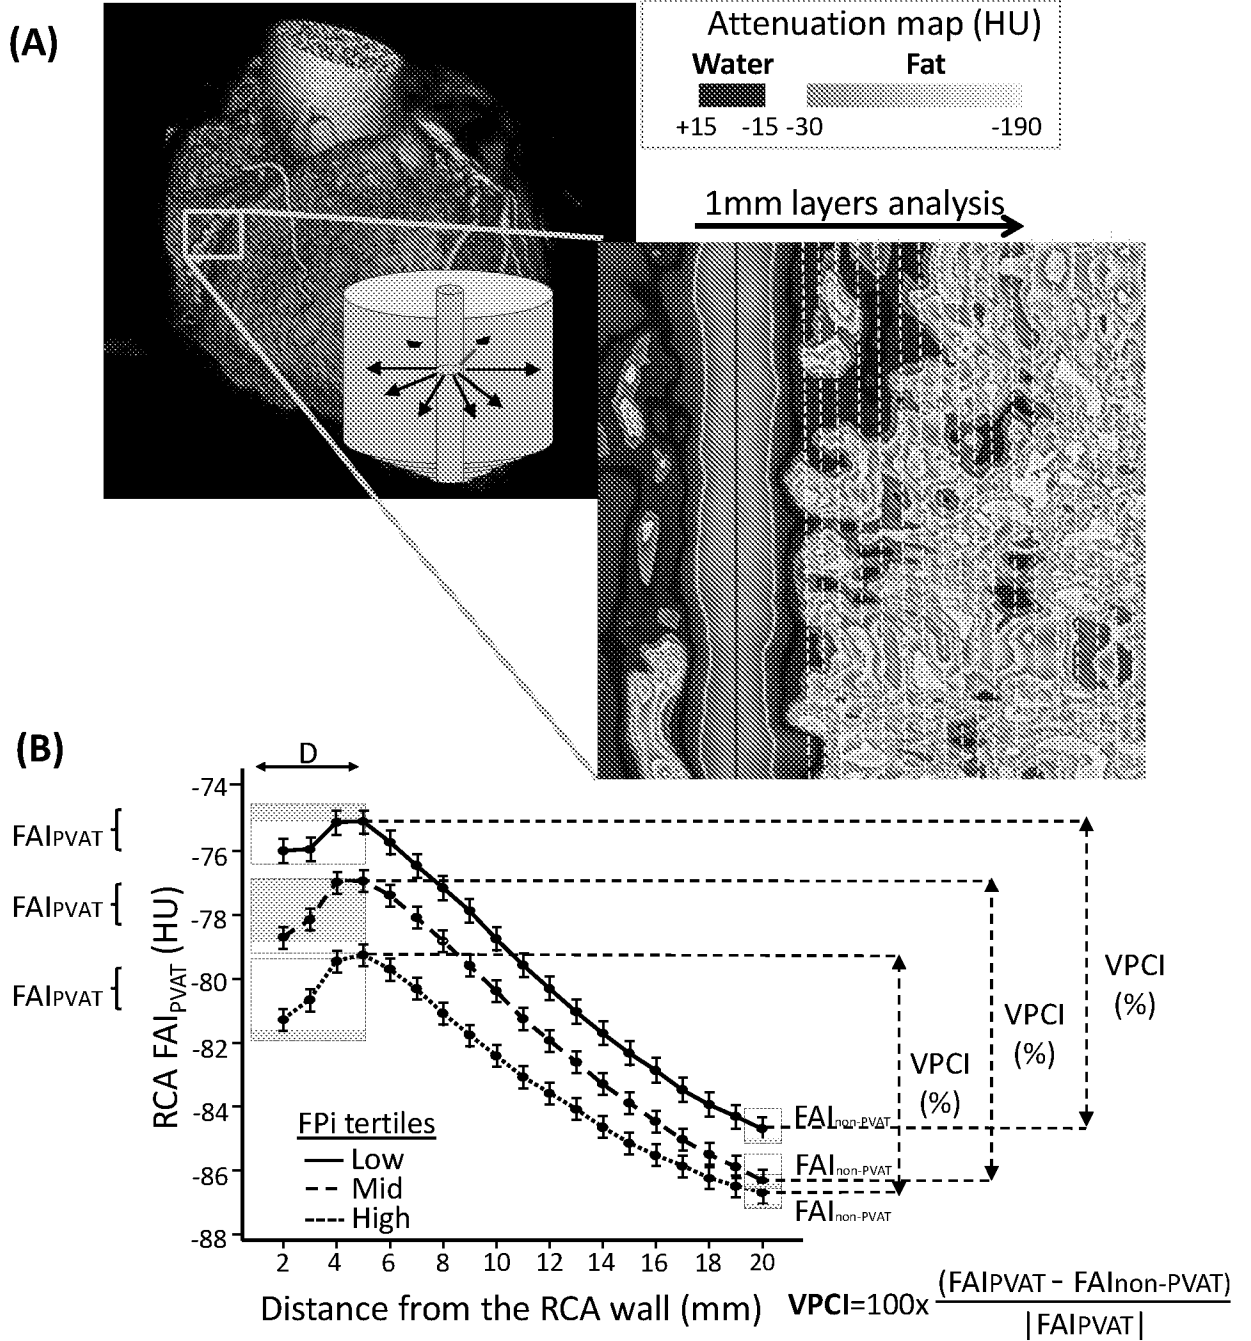 (A)
Attenuation map (HU)
Water Fat
+15 -15 -30 -190
1mm layers analysis
(B)
D
-74
-76
-78
-80
-82
-84
-86
-88
FAIPVAT
FAIPVAT
FAIPVAT
RCA FAIPVAT (HU)
VPCI
(%)
VPCI
(%)
VPCI
(%)
FAInon-PVAT
FAInon-PVAT
FAInon-PVAT
FPi tertiles
Low
Mid
High
2 4 6 8 10 12 14 16 18 20
Distance from the RCA wall (mm)
VPCI=100x (FAIPVAT - FAInon-PVAT)
|FAIPVAT|